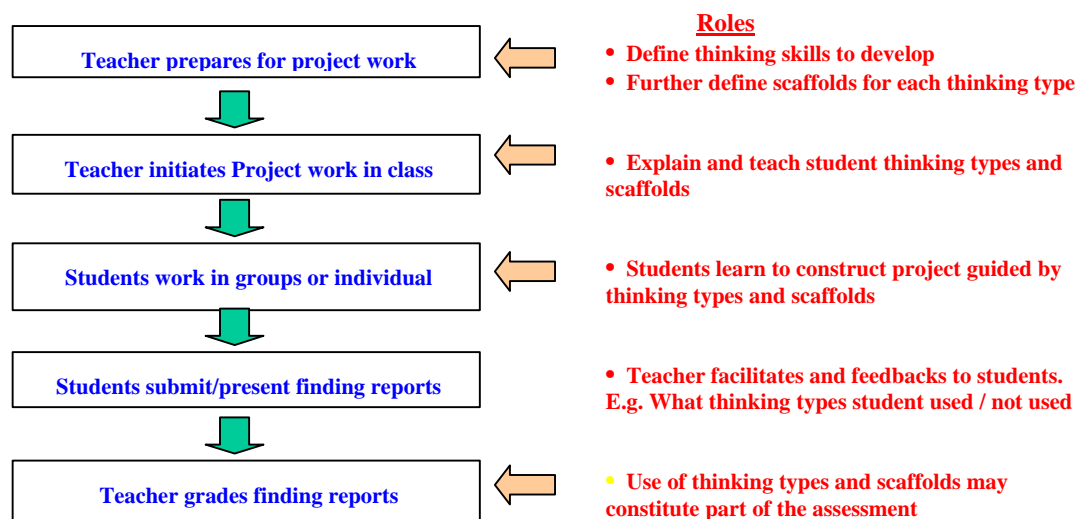 Roles
Teacher prepares for project work
• Define thinking skills to develop
• Further define scaffolds for each thinking type
Teacher initiates Project work in class
• Explain and teach student thinking types and
scaffolds
Students work in groups or individual
• Students learn to construct project guided by
thinking types and scaffolds
Students submit/present finding reports
• Teacher facilitates and feedbacks to students.
E.g. What thinking types student used / not used
Teacher grades finding reports
• Use of thinking types and scaffolds may
constitute part of the assessment